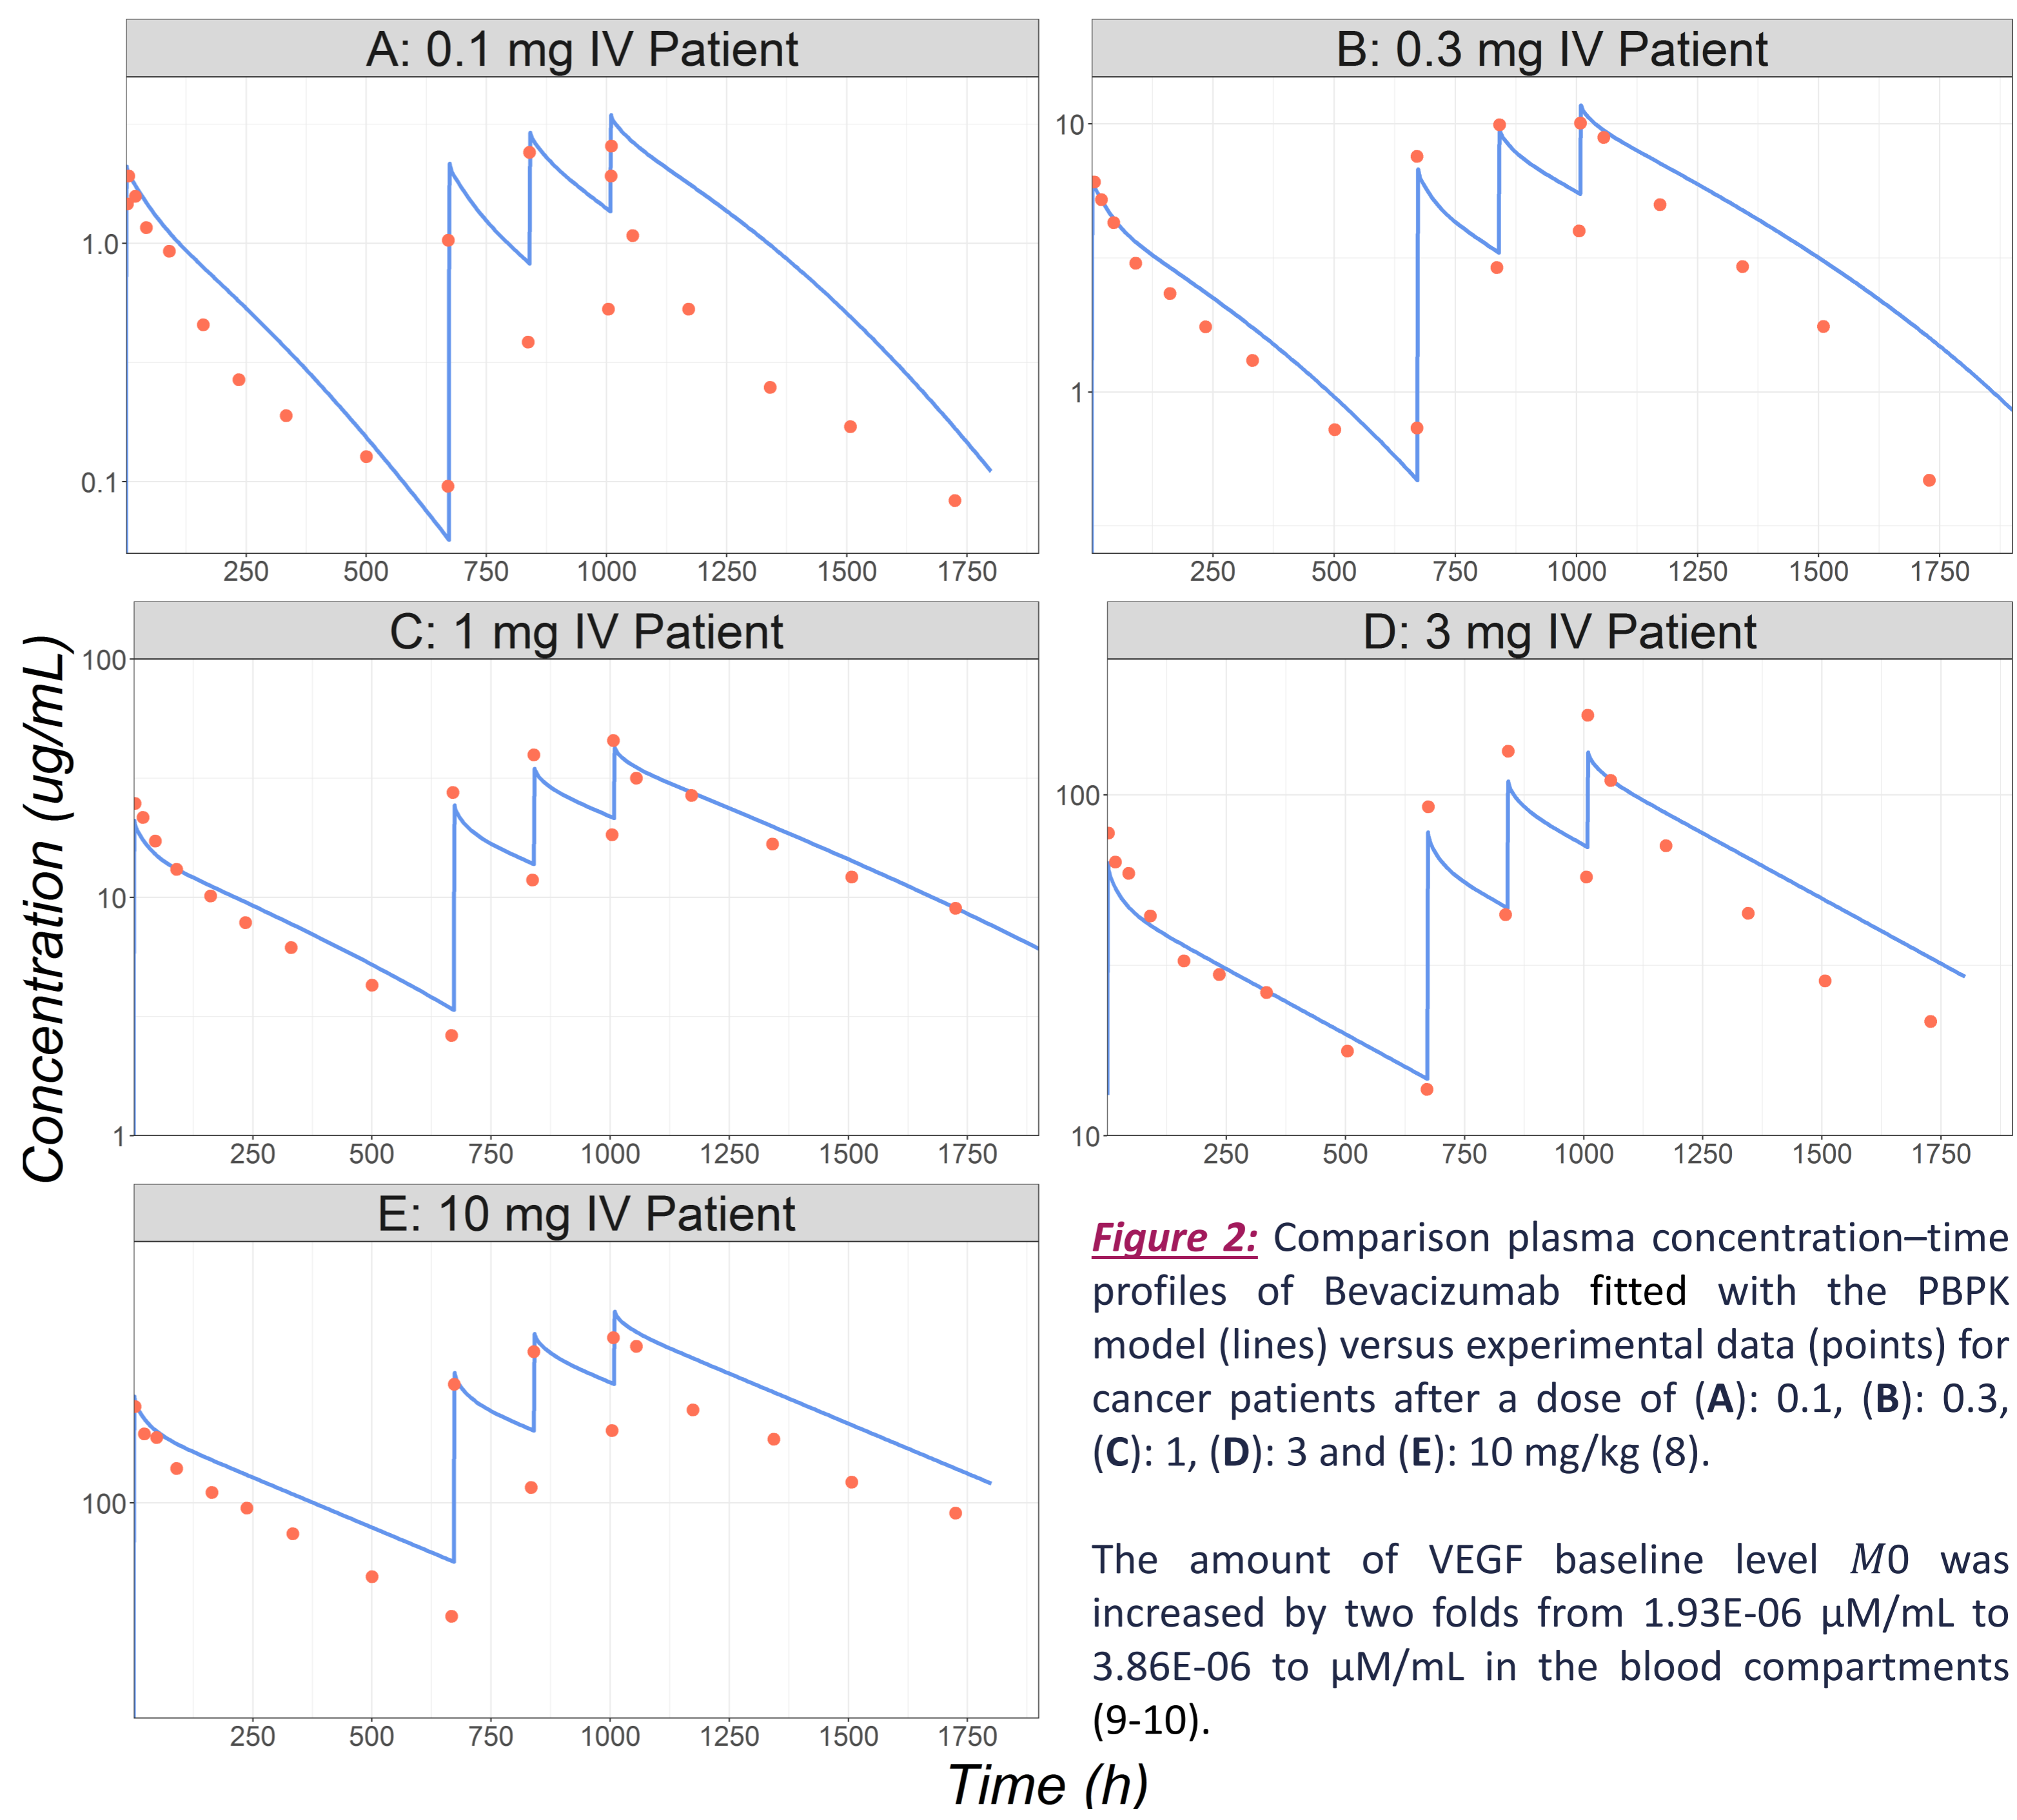 A: 0.1 mg IV Patient
1.0
0.1
250 500 750 1000 1250 1500 1750
B: 0.3 mg IV Patient
10
1
250 500 750 1000 1250 1500 1750
Concentration (ug/mL)
C: 1 mg IV Patient
100
10
1
250 500 750 1000 1250 1500 1750
D: 3 mg IV Patient
100
10
250 500 750 1000 1250 1500 1750
E: 10 mg IV Patient
100
250 500 750 1000 1250 1500 1750
Time (h)
Figure 2: Comparison plasma concentration–time
profiles of Bevacizumab fitted with the PBPK
model (lines) versus experimental data (points) for
cancer patients after a dose of (A): 0.1, (B): 0.3,
(C): 1, (D): 3 and (E): 10 mg/kg (8).
The amount of VEGF baseline level M0 was
increased by two folds from 1.93E-06 μM/mL to
3.86E-06 to μM/mL in the blood compartments
(9-10).